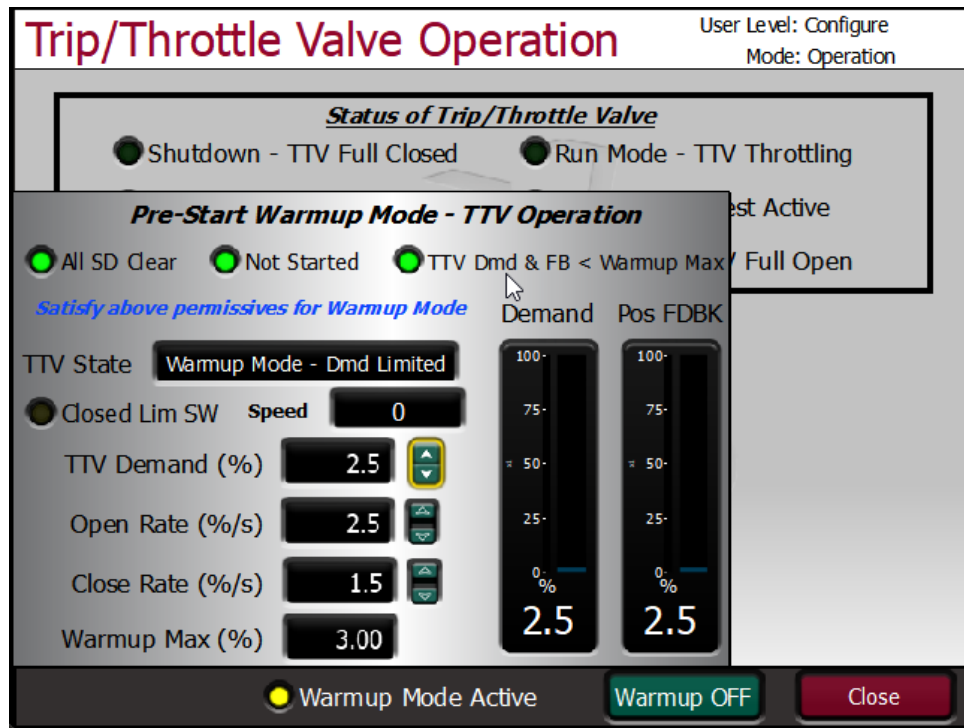 Trip/Throttle Valve Operation
User Level: Configure
Mode: Operation
Status of Trip/Throttle Valve
Shutdown - TTV Full Closed
Run Mode - TTV Throttling
Active
Full Open
Pre-Start Warmup Mode - TTV Operation
All SD Clear
Not Started
TTV Dmd & FB < Warmup Max
Satisfy above permissives for Warmup Mode
Demand
Pos FDBK
TTV State
Warmup Mode - Dmd Limited
Closed Lim SW
Speed
0
TTV Demand (%)
2.5
Open Rate (%/s)
2.5
Close Rate (%/s)
1.5
Warmup Max (%)
3.00
100
75
50
25
0
%
2.5
100
75
50
25
0
%
2.5
Warmup Mode Active
Warmup OFF
Close